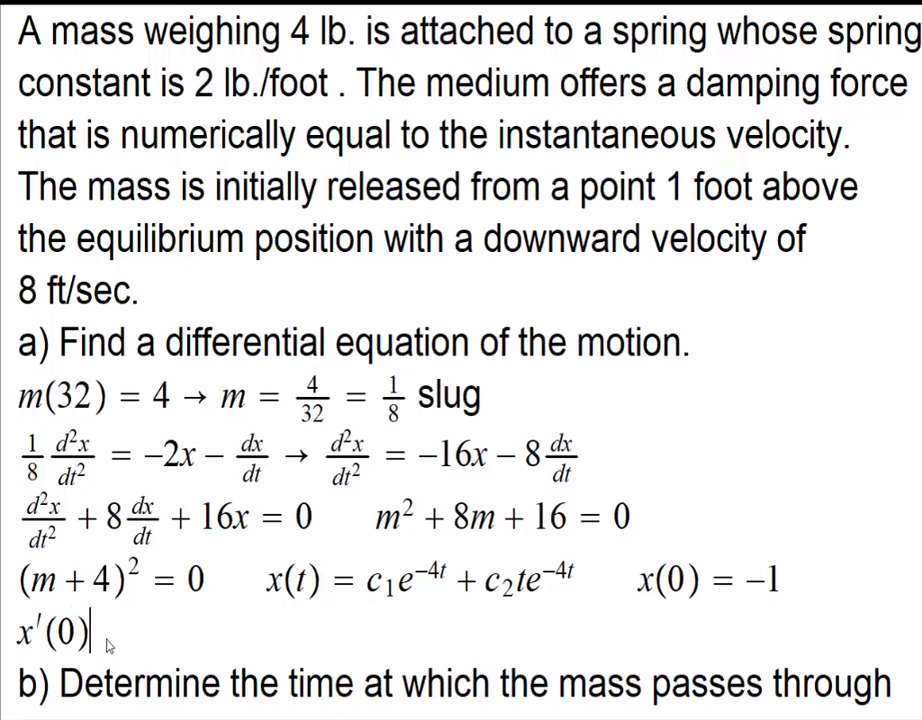 A mass weighing 4 lb. is attached to a spring whose spring
constant is 2 lb./foot . The medium offers a damping force
that is numerically equal to the instantaneous velocity.
The mass is initially released from a point 1 foot above
the equilibrium position with a downward velocity of
8 ft/sec.
a) Find a differential equation of the motion.
m(32) = 4 → m = 4/32 = 1/8 slug
1/8 d²x/dt² = −2x − dx/dt → d²x/dt² = −16x − 8 dx/dt
d²x/dt² + 8 dx/dt + 16x = 0 m² + 8m + 16 = 0
(m + 4)² = 0 x(t) = c₁e⁻⁴ᵗ + c₂te⁻⁴ᵗ x(0) = −1
x′(0)
b) Determine the time at which the mass passes through